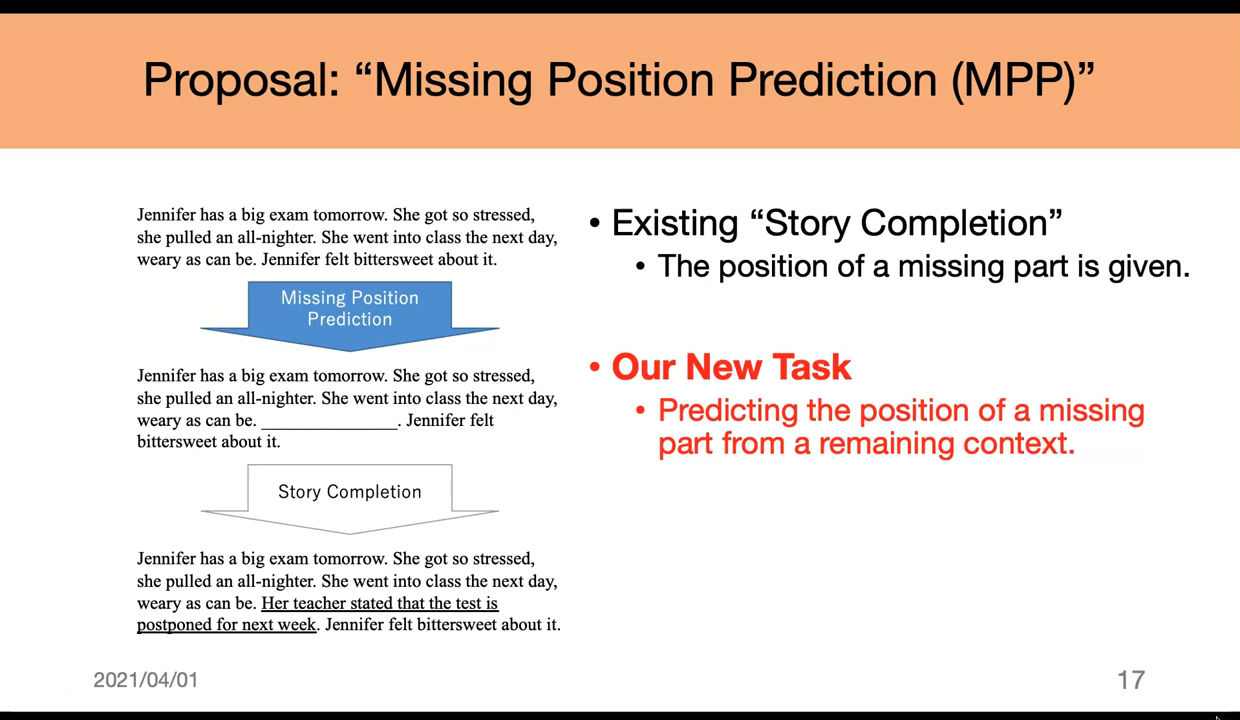 Proposal: “Missing Position Prediction (MPP)”
Jennifer has a big exam tomorrow. She got so stressed,
she pulled an all-nighter. She went into class the next day,
weary as can be. Jennifer felt bittersweet about it.
Missing Position
Prediction
Jennifer has a big exam tomorrow. She got so stressed,
she pulled an all-nighter. She went into class the next day,
weary as can be. ______________. Jennifer felt
bittersweet about it.
Story Completion
Jennifer has a big exam tomorrow. She got so stressed,
she pulled an all-nighter. She went into class the next day,
weary as can be. Her teacher stated that the test is
postponed for next week. Jennifer felt bittersweet about it.
• Existing “Story Completion”
• The position of a missing part is given.
• Our New Task
• Predicting the position of a missing
part from a remaining context.
2021/04/01
17